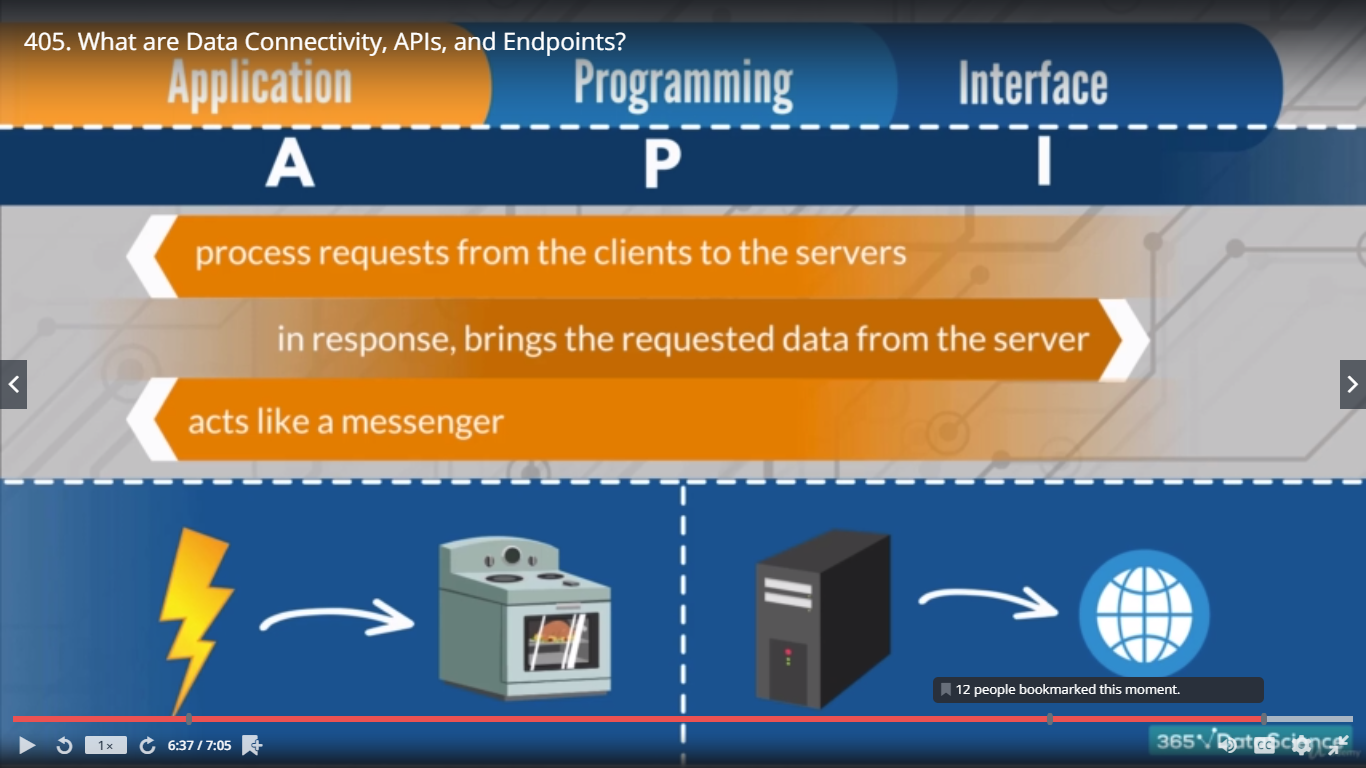 405. What are Data Connectivity, APIs, and Endpoints?
Application Programming Interface
A P I
process requests from the clients to the servers
in response, brings the requested data from the server
acts like a messenger
12 people bookmarked this moment.
1×
6:37 / 7:05
365 DataScience
CC